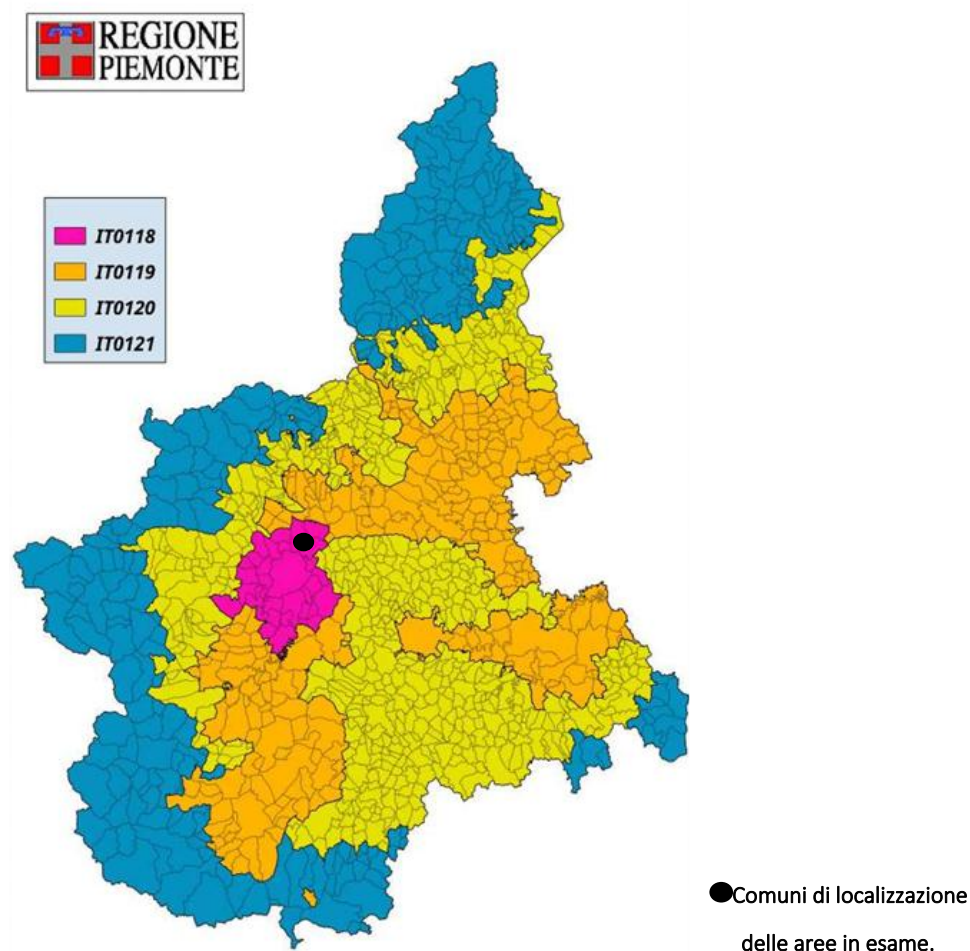 REGIONE
PIEMONTE
IT0118
IT0119
IT0120
IT0121
Comuni di localizzazione
delle aree in esame.